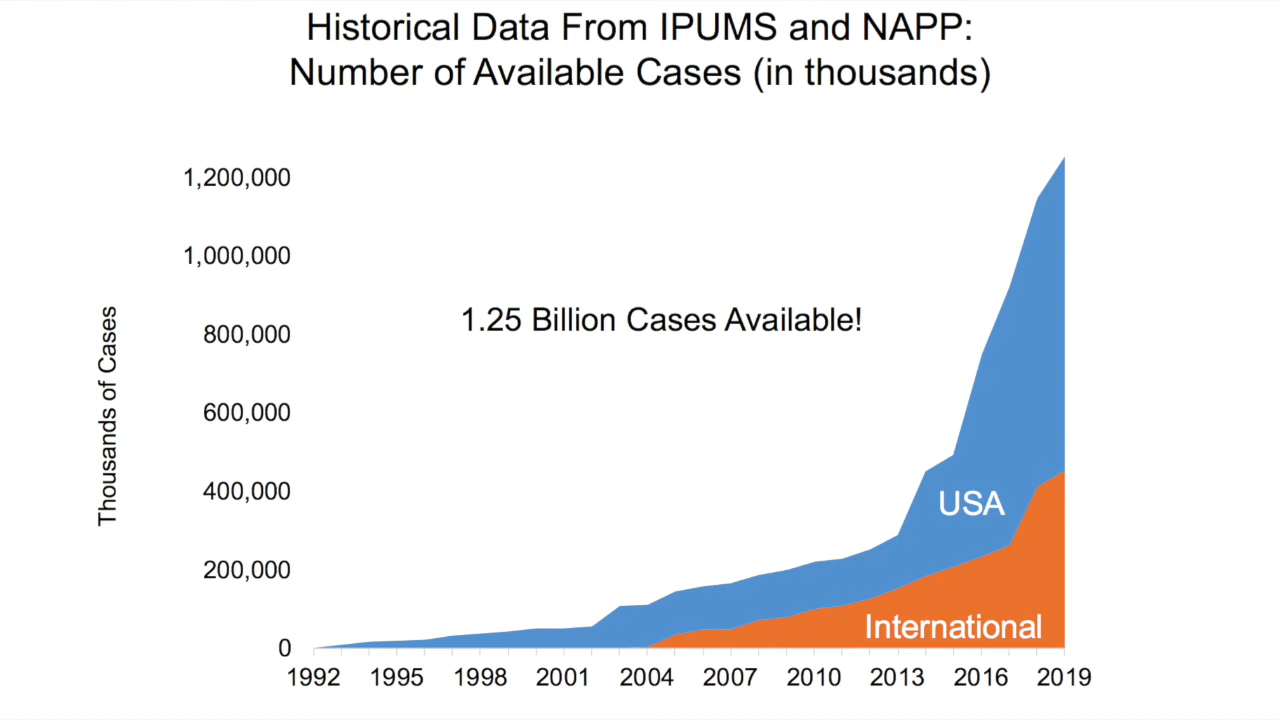 Historical Data From IPUMS and NAPP:
Number of Available Cases (in thousands)
Thousands of Cases
1,200,000
1,000,000
800,000
600,000
400,000
200,000
0
1.25 Billion Cases Available!
USA
International
1992 1995 1998 2001 2004 2007 2010 2013 2016 2019